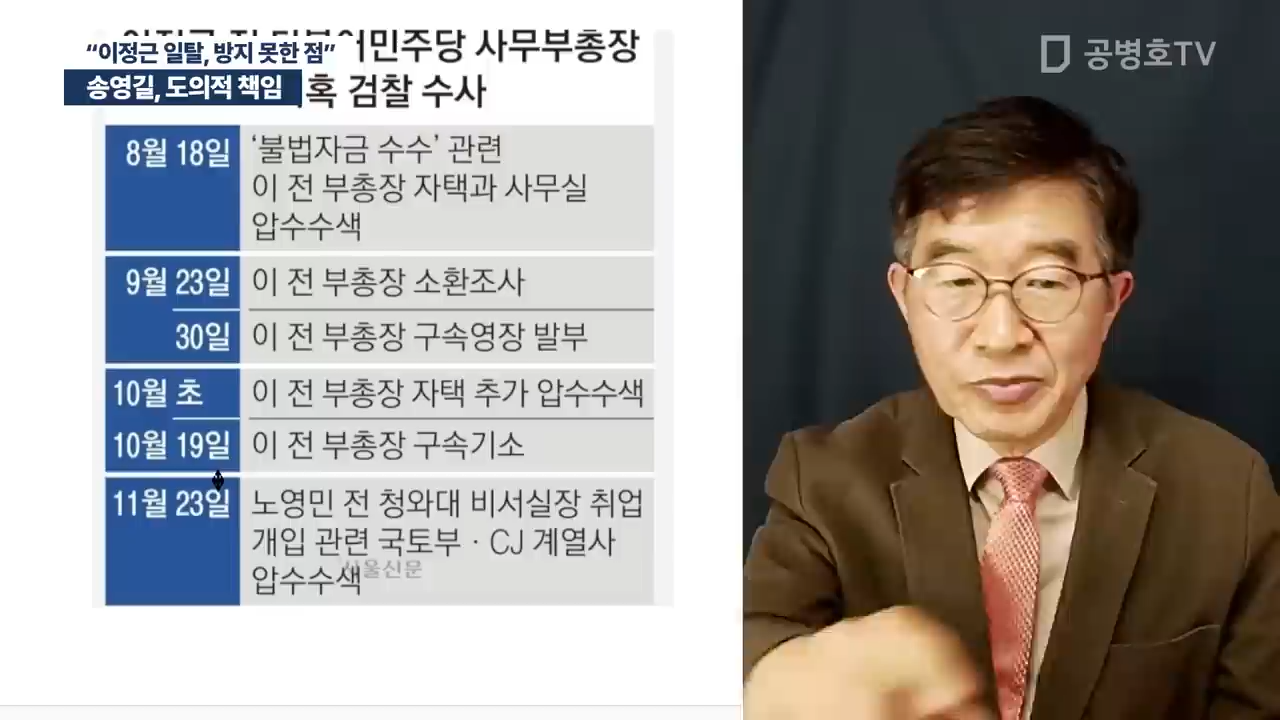 “이정근 일탈, 방지 못한 점”
송영길, 도의적 책임
민주당 사무부총장
혹 검찰 수사
공병호TV
8월 18일 ‘불법자금 수수’ 관련
이 전 부총장 자택과 사무실
압수수색
9월 23일 이 전 부총장 소환조사
30일 이 전 부총장 구속영장 발부
10월 초 이 전 부총장 자택 추가 압수수색
10월 19일 이 전 부총장 구속기소
11월 23일 노영민 전 청와대 비서실장 취업
개입 관련 국토부 · CJ 계열사
압수수색
서울신문